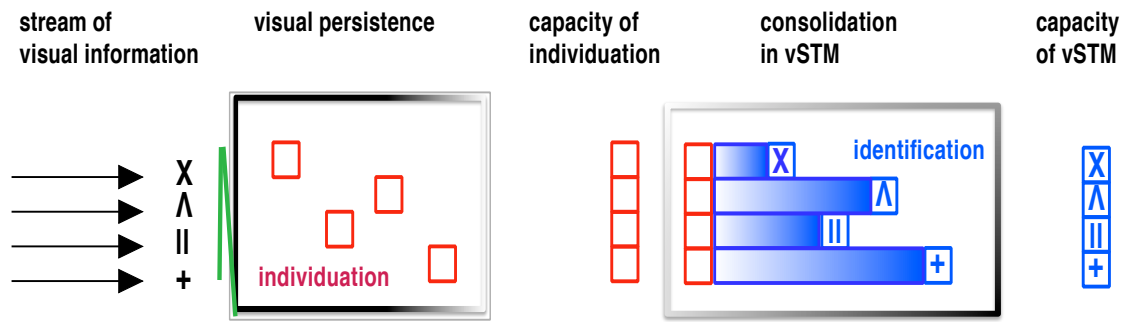 stream of
visual information
visual persistence
capacity of
individuation
consolidation
in vSTM
capacity
of vSTM
X
Λ
||
+
individuation
identification
X
Λ
||
+
X
Λ
||
+